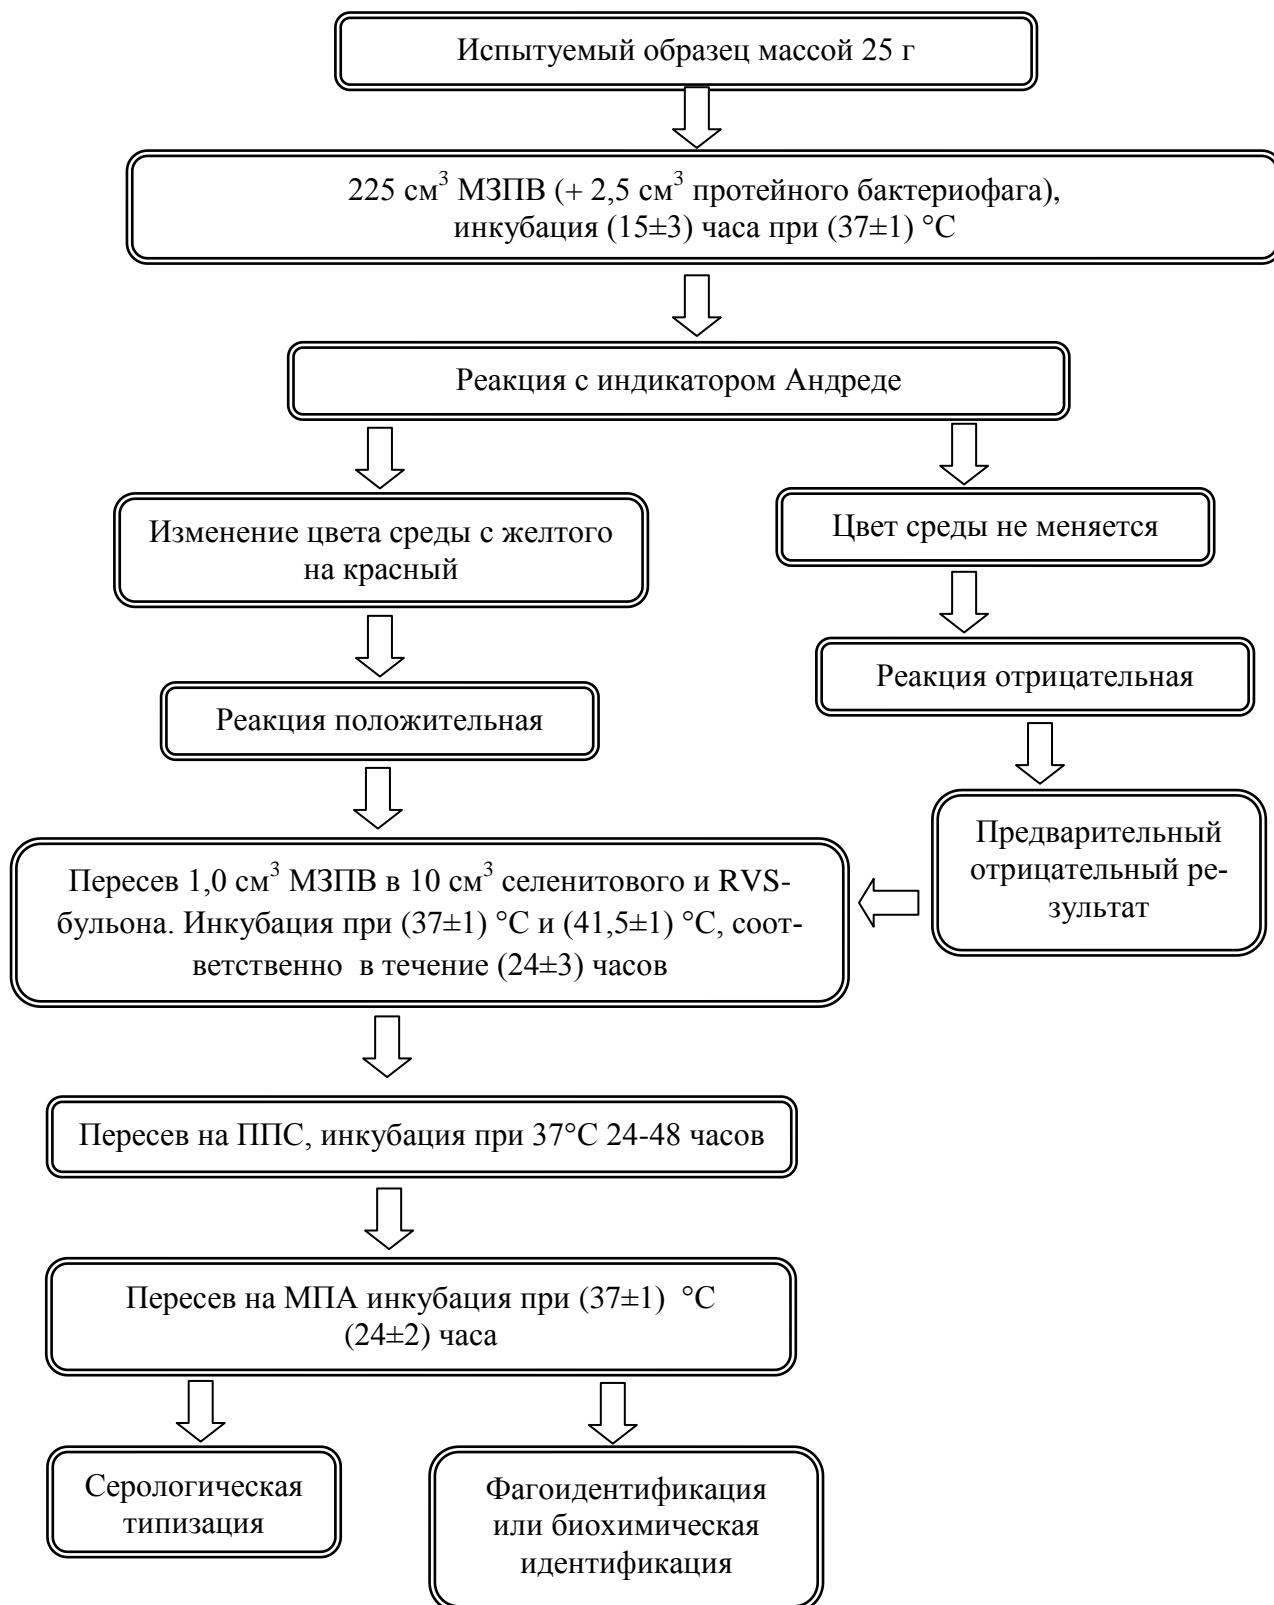 Испытуемый образец массой 25 г
225 см³ МЗПВ (+ 2,5 см³ протейного бактериофага),
инкубация (15±3) часа при (37±1) °С
Реакция с индикатором Андреде
Изменение цвета среды с желтого
на красный
Цвет среды не меняется
Реакция положительная
Реакция отрицательная
Предварительный
отрицательный ре-
зультат
Пересев 1,0 см³ МЗПВ в 10 см³ селенитового и RVS-
бульона. Инкубация при (37±1) °С и (41,5±1) °С, соот-
ветственно в течение (24±3) часов
Пересев на ППС, инкубация при 37°С 24-48 часов
Пересев на МПА инкубация при (37±1) °С
(24±2) часа
Серологическая
типизация
Фагоидентификация
или биохимическая
идентификация